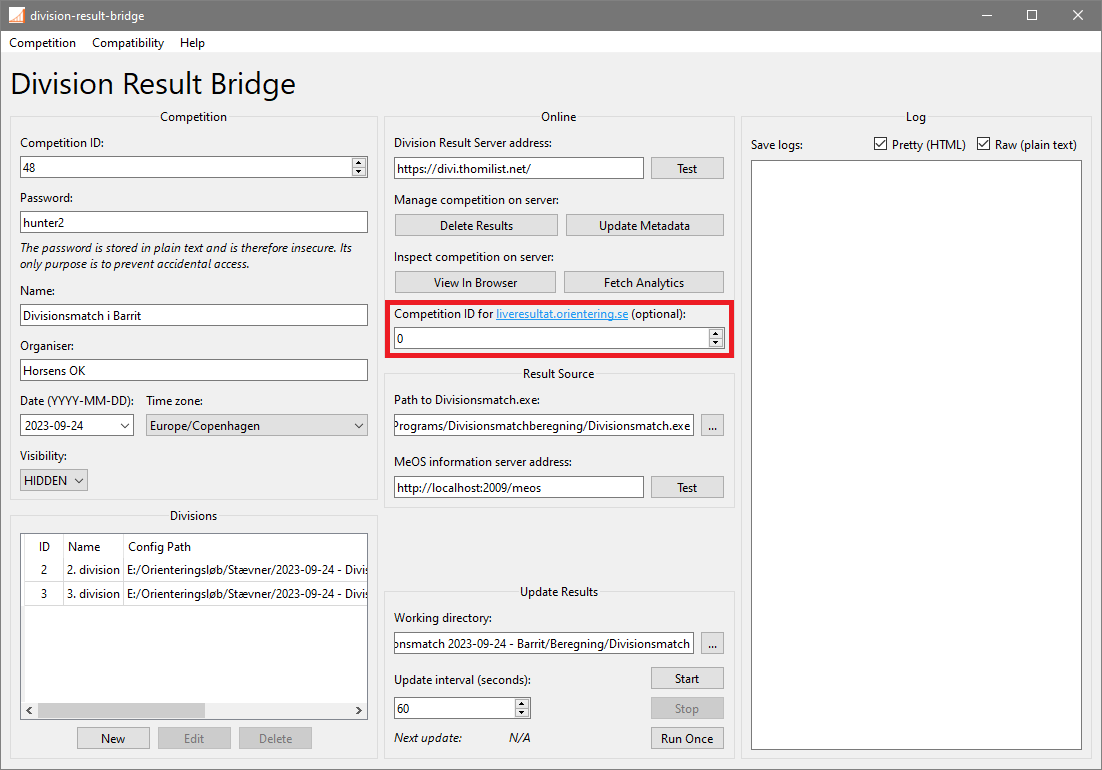 division-result-bridge
Competition Compatibility Help
Division Result Bridge
Competition
Competition ID:
48
Password:
hunter2
The password is stored in plain text and is therefore insecure. Its
only purpose is to prevent accidental access.
Name:
Divisionsmatch i Barrit
Organiser:
Horsens OK
Date (YYYY-MM-DD): Time zone:
2023-09-24 Europe/Copenhagen
Visibility:
HIDDEN
Divisions
ID Name Config Path
2 2. division E:/Orienteringsløb/Stævner/2023-09-24 - Divis
3 3. division E:/Orienteringsløb/Stævner/2023-09-24 - Divis
New Edit Delete
Online
Division Result Server address:
https://divi.thomilist.net/ Test
Manage competition on server:
Delete Results Update Metadata
Inspect competition on server:
View In Browser Fetch Analytics
Competition ID for liveresultat.orientering.se (optional):
0
Result Source
Path to Divisionsmatch.exe:
Programs/Divisionsmatchberegning/Divisionsmatch.exe ...
MeOS information server address:
http://localhost:2009/meos Test
Update Results
Working directory:
onsmatch 2023-09-24 - Barrit/Beregning/Divisionsmatch ...
Update interval (seconds): Start
60 Stop
Next update: N/A Run Once
Log
Save logs: Pretty (HTML) Raw (plain text)